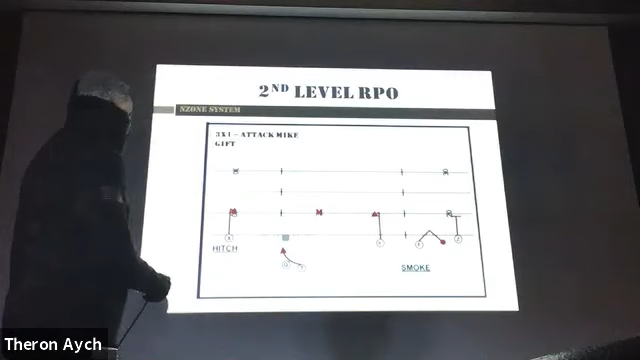 2ND LEVEL RPO
NZONE SYSTEM
3X1 - ATTACK MIKE
GIFT
HITCH
SMOKE
Theron Aych